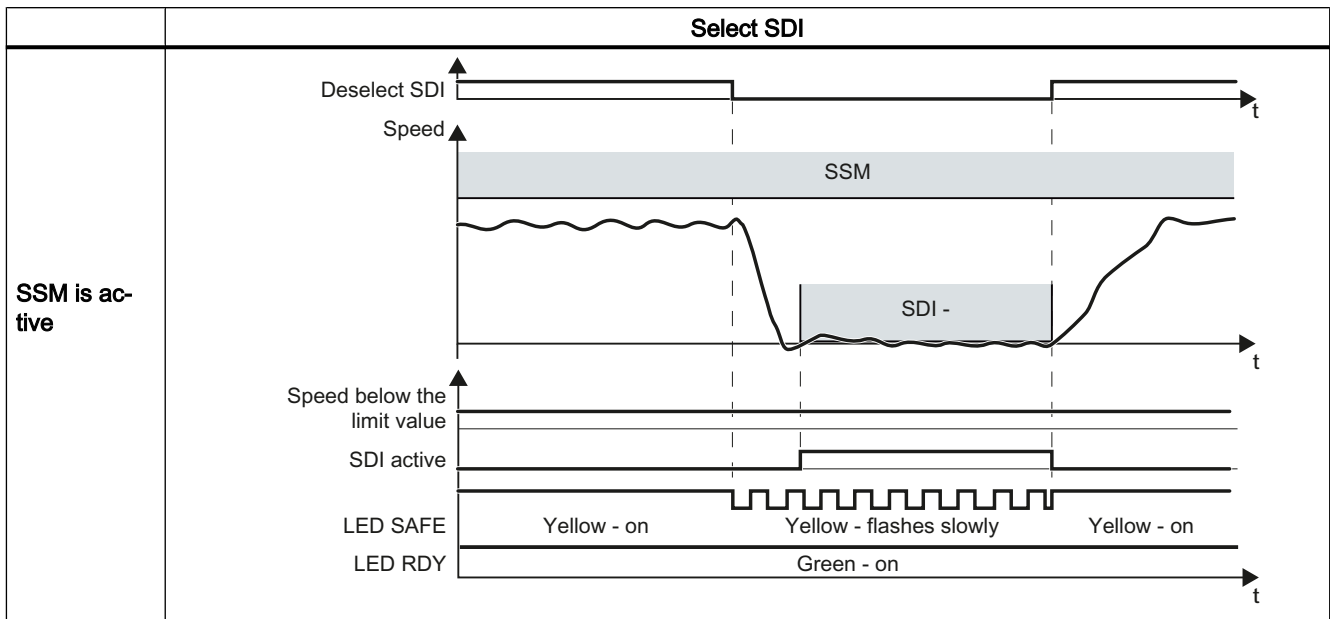 Select SDI
SSM is ac-
tive
Deselect SDI
t
Speed
SSM
SDI -
t
Speed below the
limit value
SDI active
LED SAFE
Yellow - on
Yellow - flashes slowly
Yellow - on
LED RDY
Green - on
t